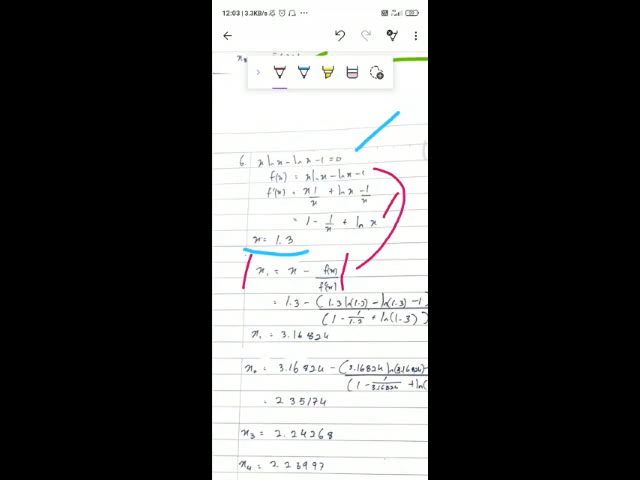 12:03 | 3.3KB/s
6. x ln x - ln x - 1 = 0
f(x) = x ln x - ln x - 1
f'(x) = x 1/x + ln x - 1/x
= 1 - 1/x + ln x
x = 1.3
x₁ = x - f(x)/f'(x)
= 1.3 - (1.3 ln(1.3) - ln(1.3) - 1)/(1 - 1/1.3 + ln(1.3))
x₁ = 3.16824
x₂ = 3.16824 - (3.16824 ln(3.16824) -/(1 - 1/3.16824 + ln(
= 2.35174
x₃ = 2.24268
x₄ = 2.23997